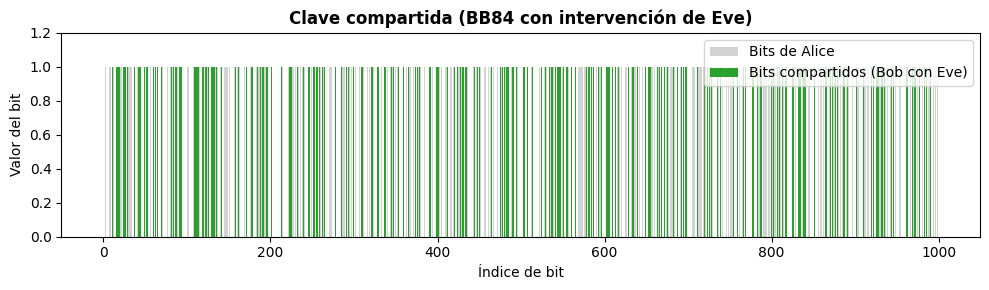 Clave compartida (BB84 con intervención de Eve)
Valor del bit
1.2
1.0
0.8
0.6
0.4
0.2
0.0
Bits de Alice
Bits compartidos (Bob con Eve)
0 200 400 600 800 1000
Índice de bit